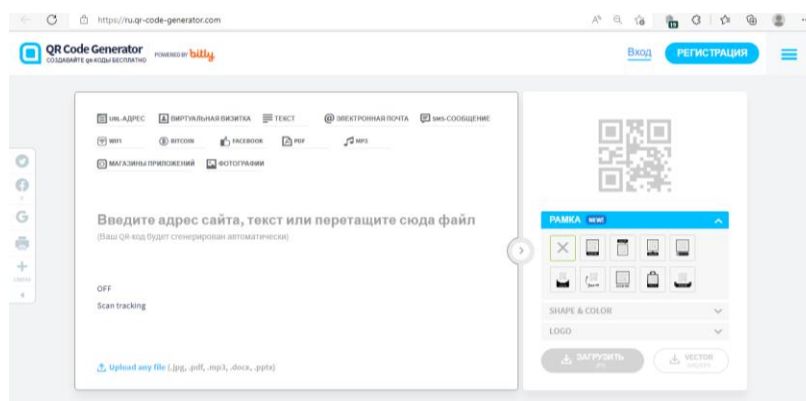 https://ru.qr-code-generator.com
QR Code Generator
POWERED BY bitly
СОЗДАВАЙТЕ QR-КОДЫ БЕСПЛАТНО
Вход
РЕГИСТРАЦИЯ
URL-АДРЕС ВИРТУАЛЬНАЯ ВИЗИТКА ТЕКСТ ЭЛЕКТРОННАЯ ПОЧТА SMS-СООБЩЕНИЕ
WIFI BITCOIN FACEBOOK PDF MP3
МАГАЗИНЫ ПРИЛОЖЕНИЙ ФОТОГРАФИИ
Введите адрес сайта, текст или перетащите сюда файл
(Ваш QR-код будет сгенерирован автоматически)
OFF
Scan tracking
Upload any file (.jpg, .pdf, .mp3, .docx, .pptx)
РАМКА NEW!
SHAPE & COLOR
LOGO
ЗАГРУЗИТЬ
JPG
VECTOR